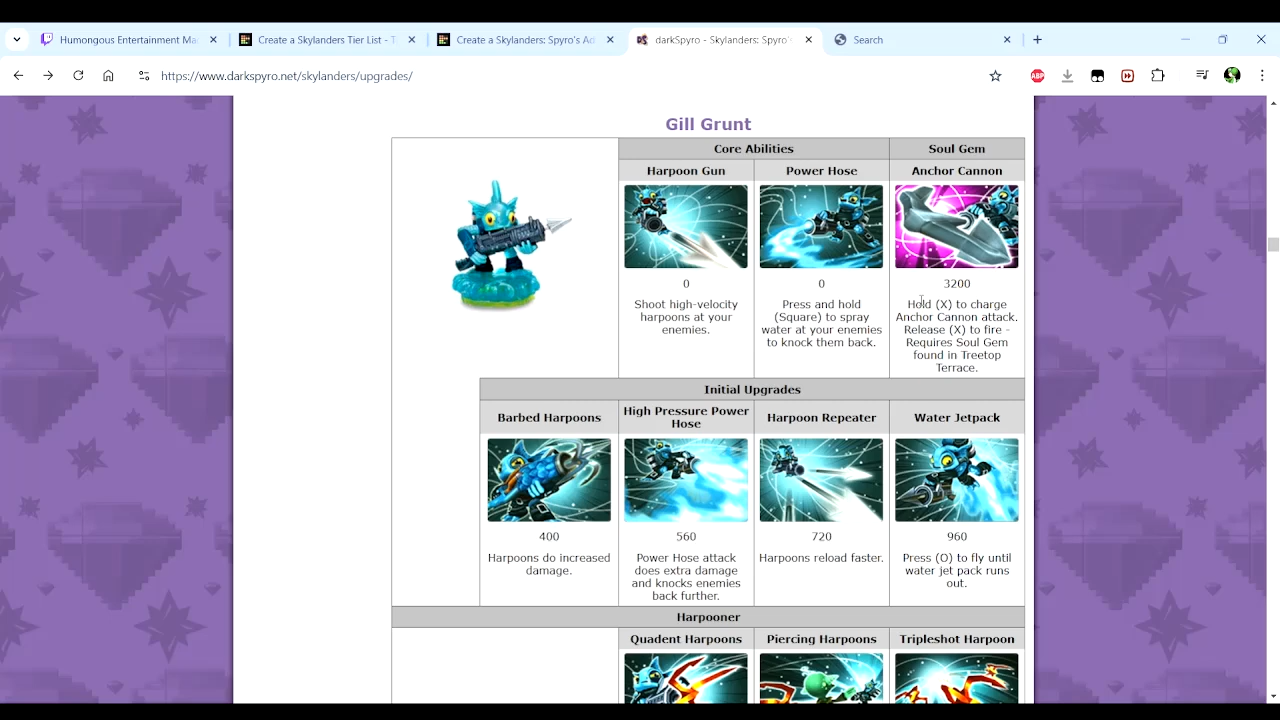 Humongous Entertainment Ma
Create a Skylanders Tier List - T
Create a Skylanders: Spyro's Ad
darkSpyro - Skylanders: Spyro'
Search
https://www.darkspyro.net/skylanders/upgrades/
ABP
Gill Grunt
Core Abilities
Soul Gem
Harpoon Gun
Power Hose
Anchor Cannon
0
0
3200
Shoot high-velocity
harpoons at your
enemies.
Press and hold
(Square) to spray
water at your enemies
to knock them back.
Hold (X) to charge
Anchor Cannon attack.
Release (X) to fire -
Requires Soul Gem
found in Treetop
Terrace.
Initial Upgrades
Barbed Harpoons
High Pressure Power
Hose
Harpoon Repeater
Water Jetpack
400
560
720
960
Harpoons do increased
damage.
Power Hose attack
does extra damage
and knocks enemies
back further.
Harpoons reload faster.
Press (O) to fly until
water jet pack runs
out.
Harpooner
Quadent Harpoons
Piercing Harpoons
Tripleshot Harpoon